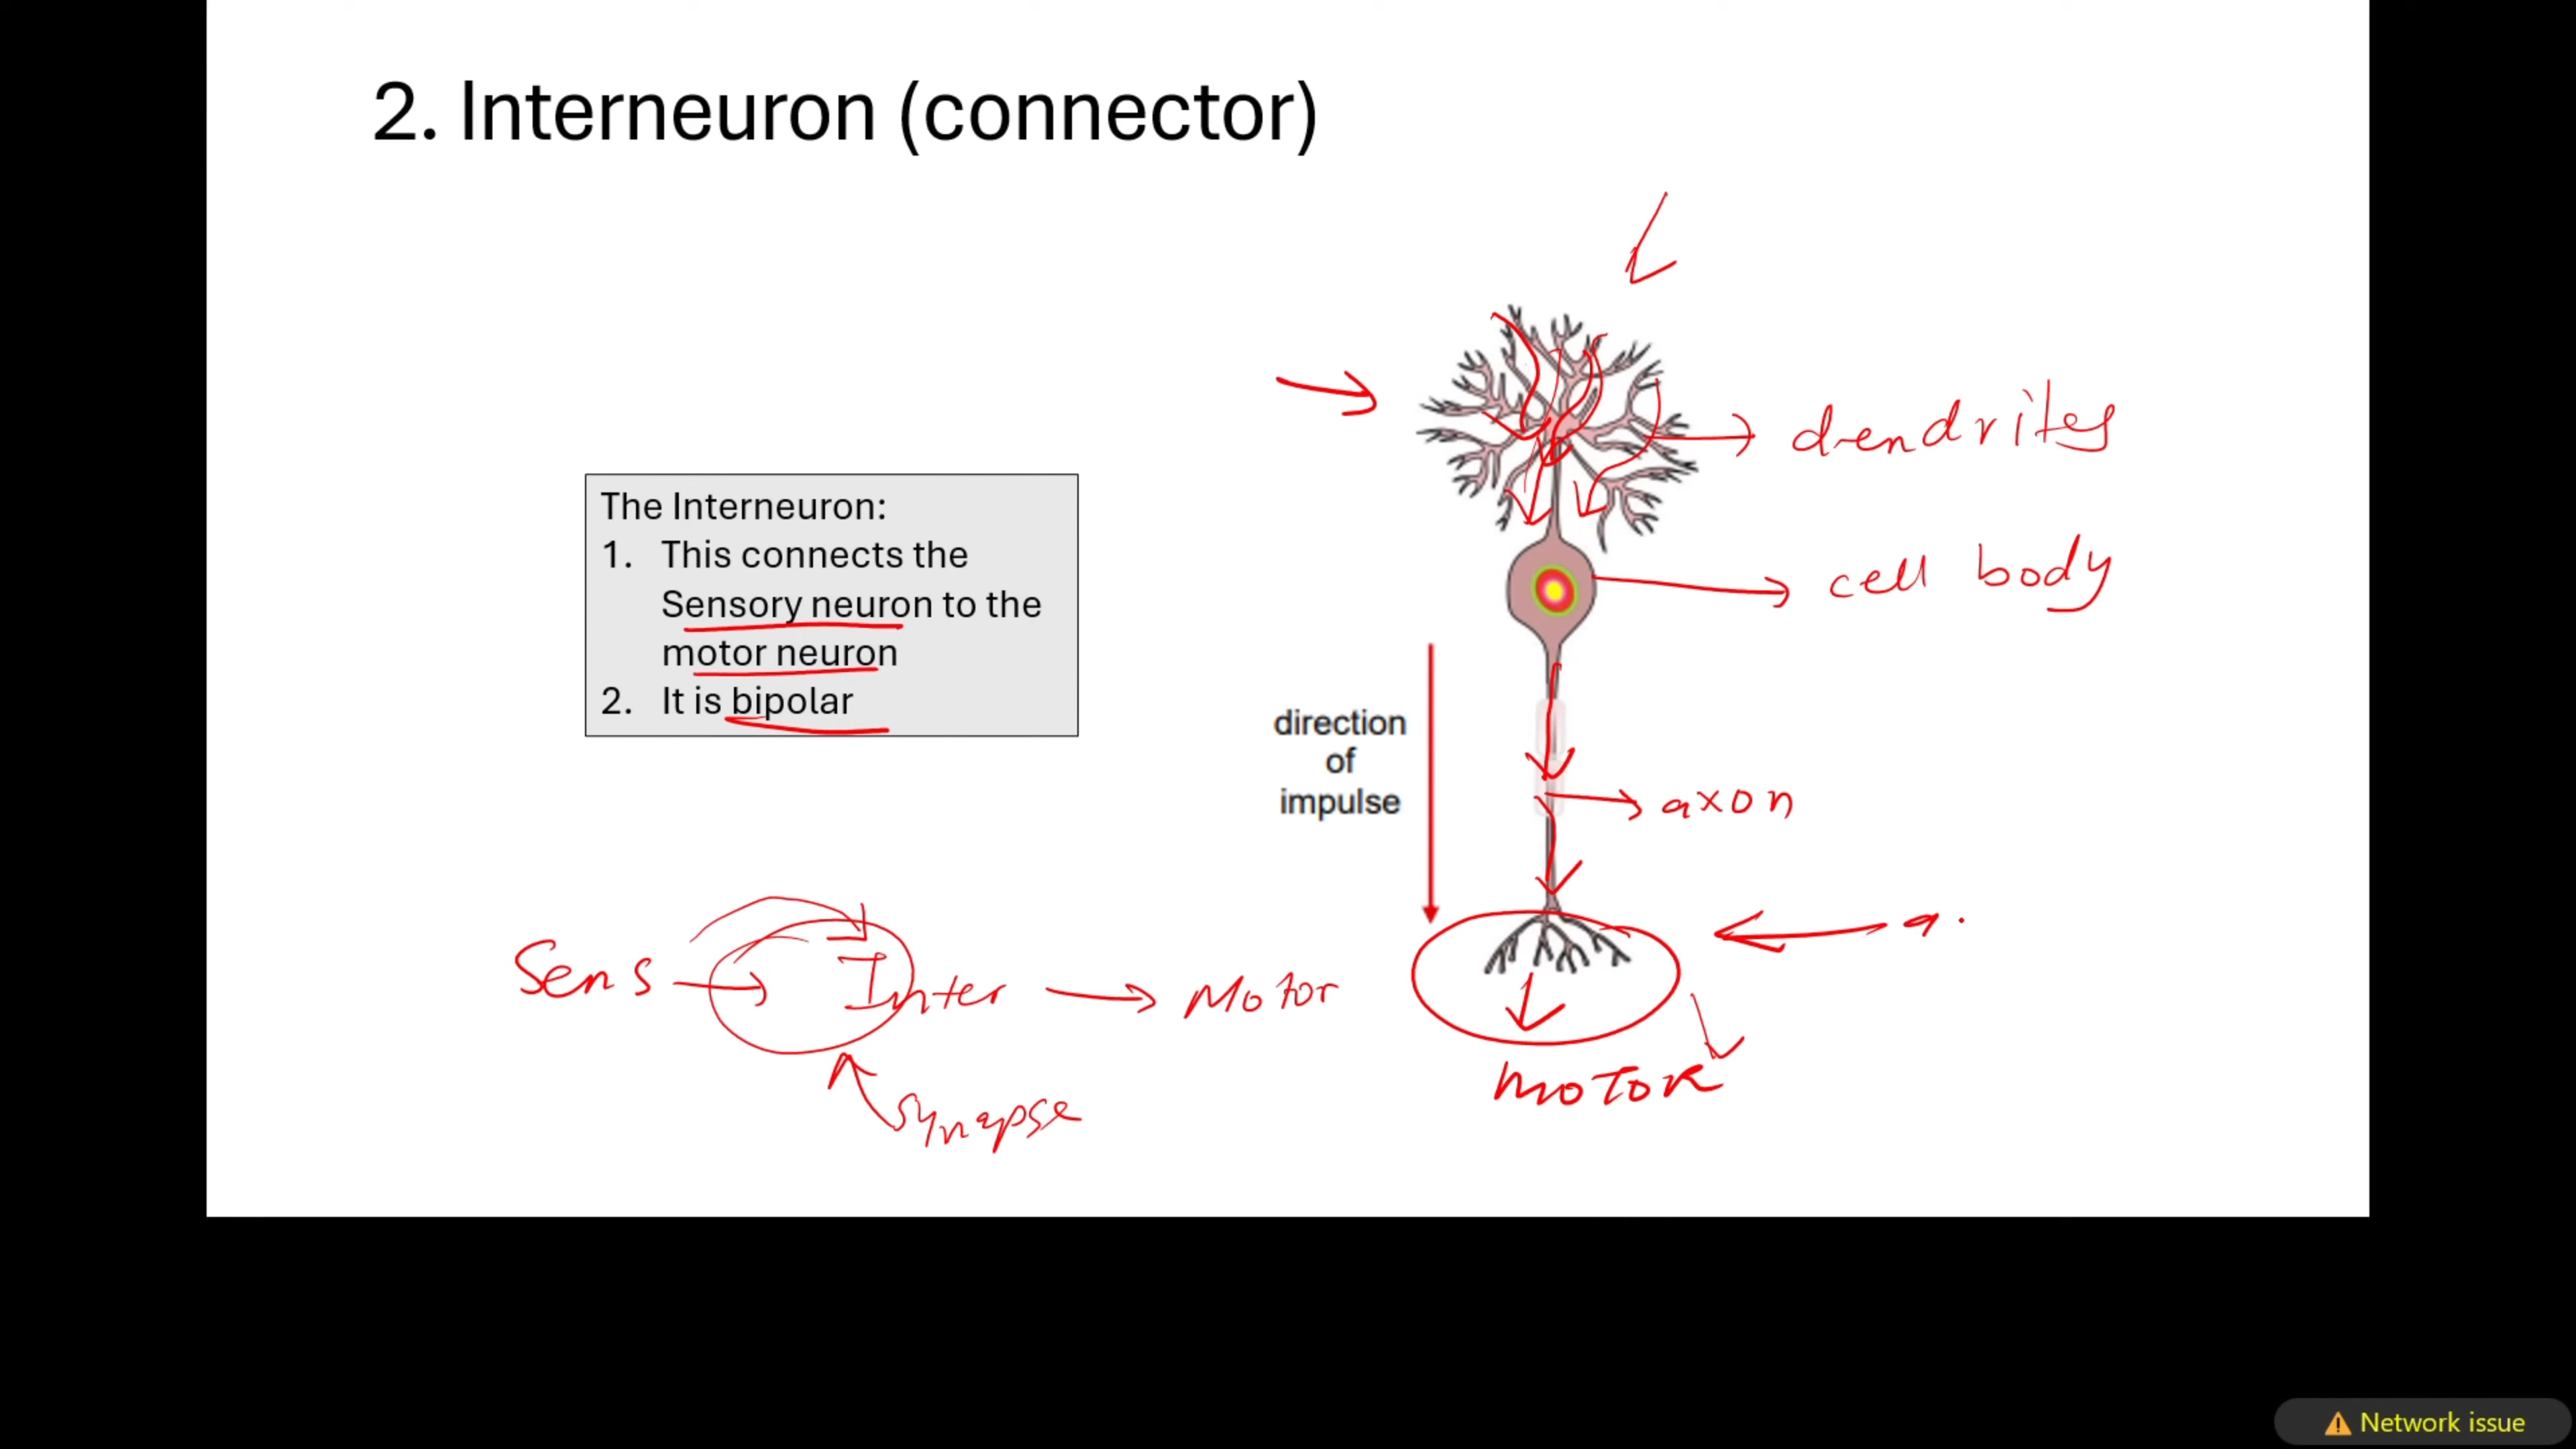 2. Interneuron (connector)
dendrites
The Interneuron:
1. This connects the
Sensory neuron to the
motor neuron
2. It is bipolar
cell body
direction
of
impulse
axon
a.
Sens → Inter → Motor
MOTOR
synapse
⚠ Network issue